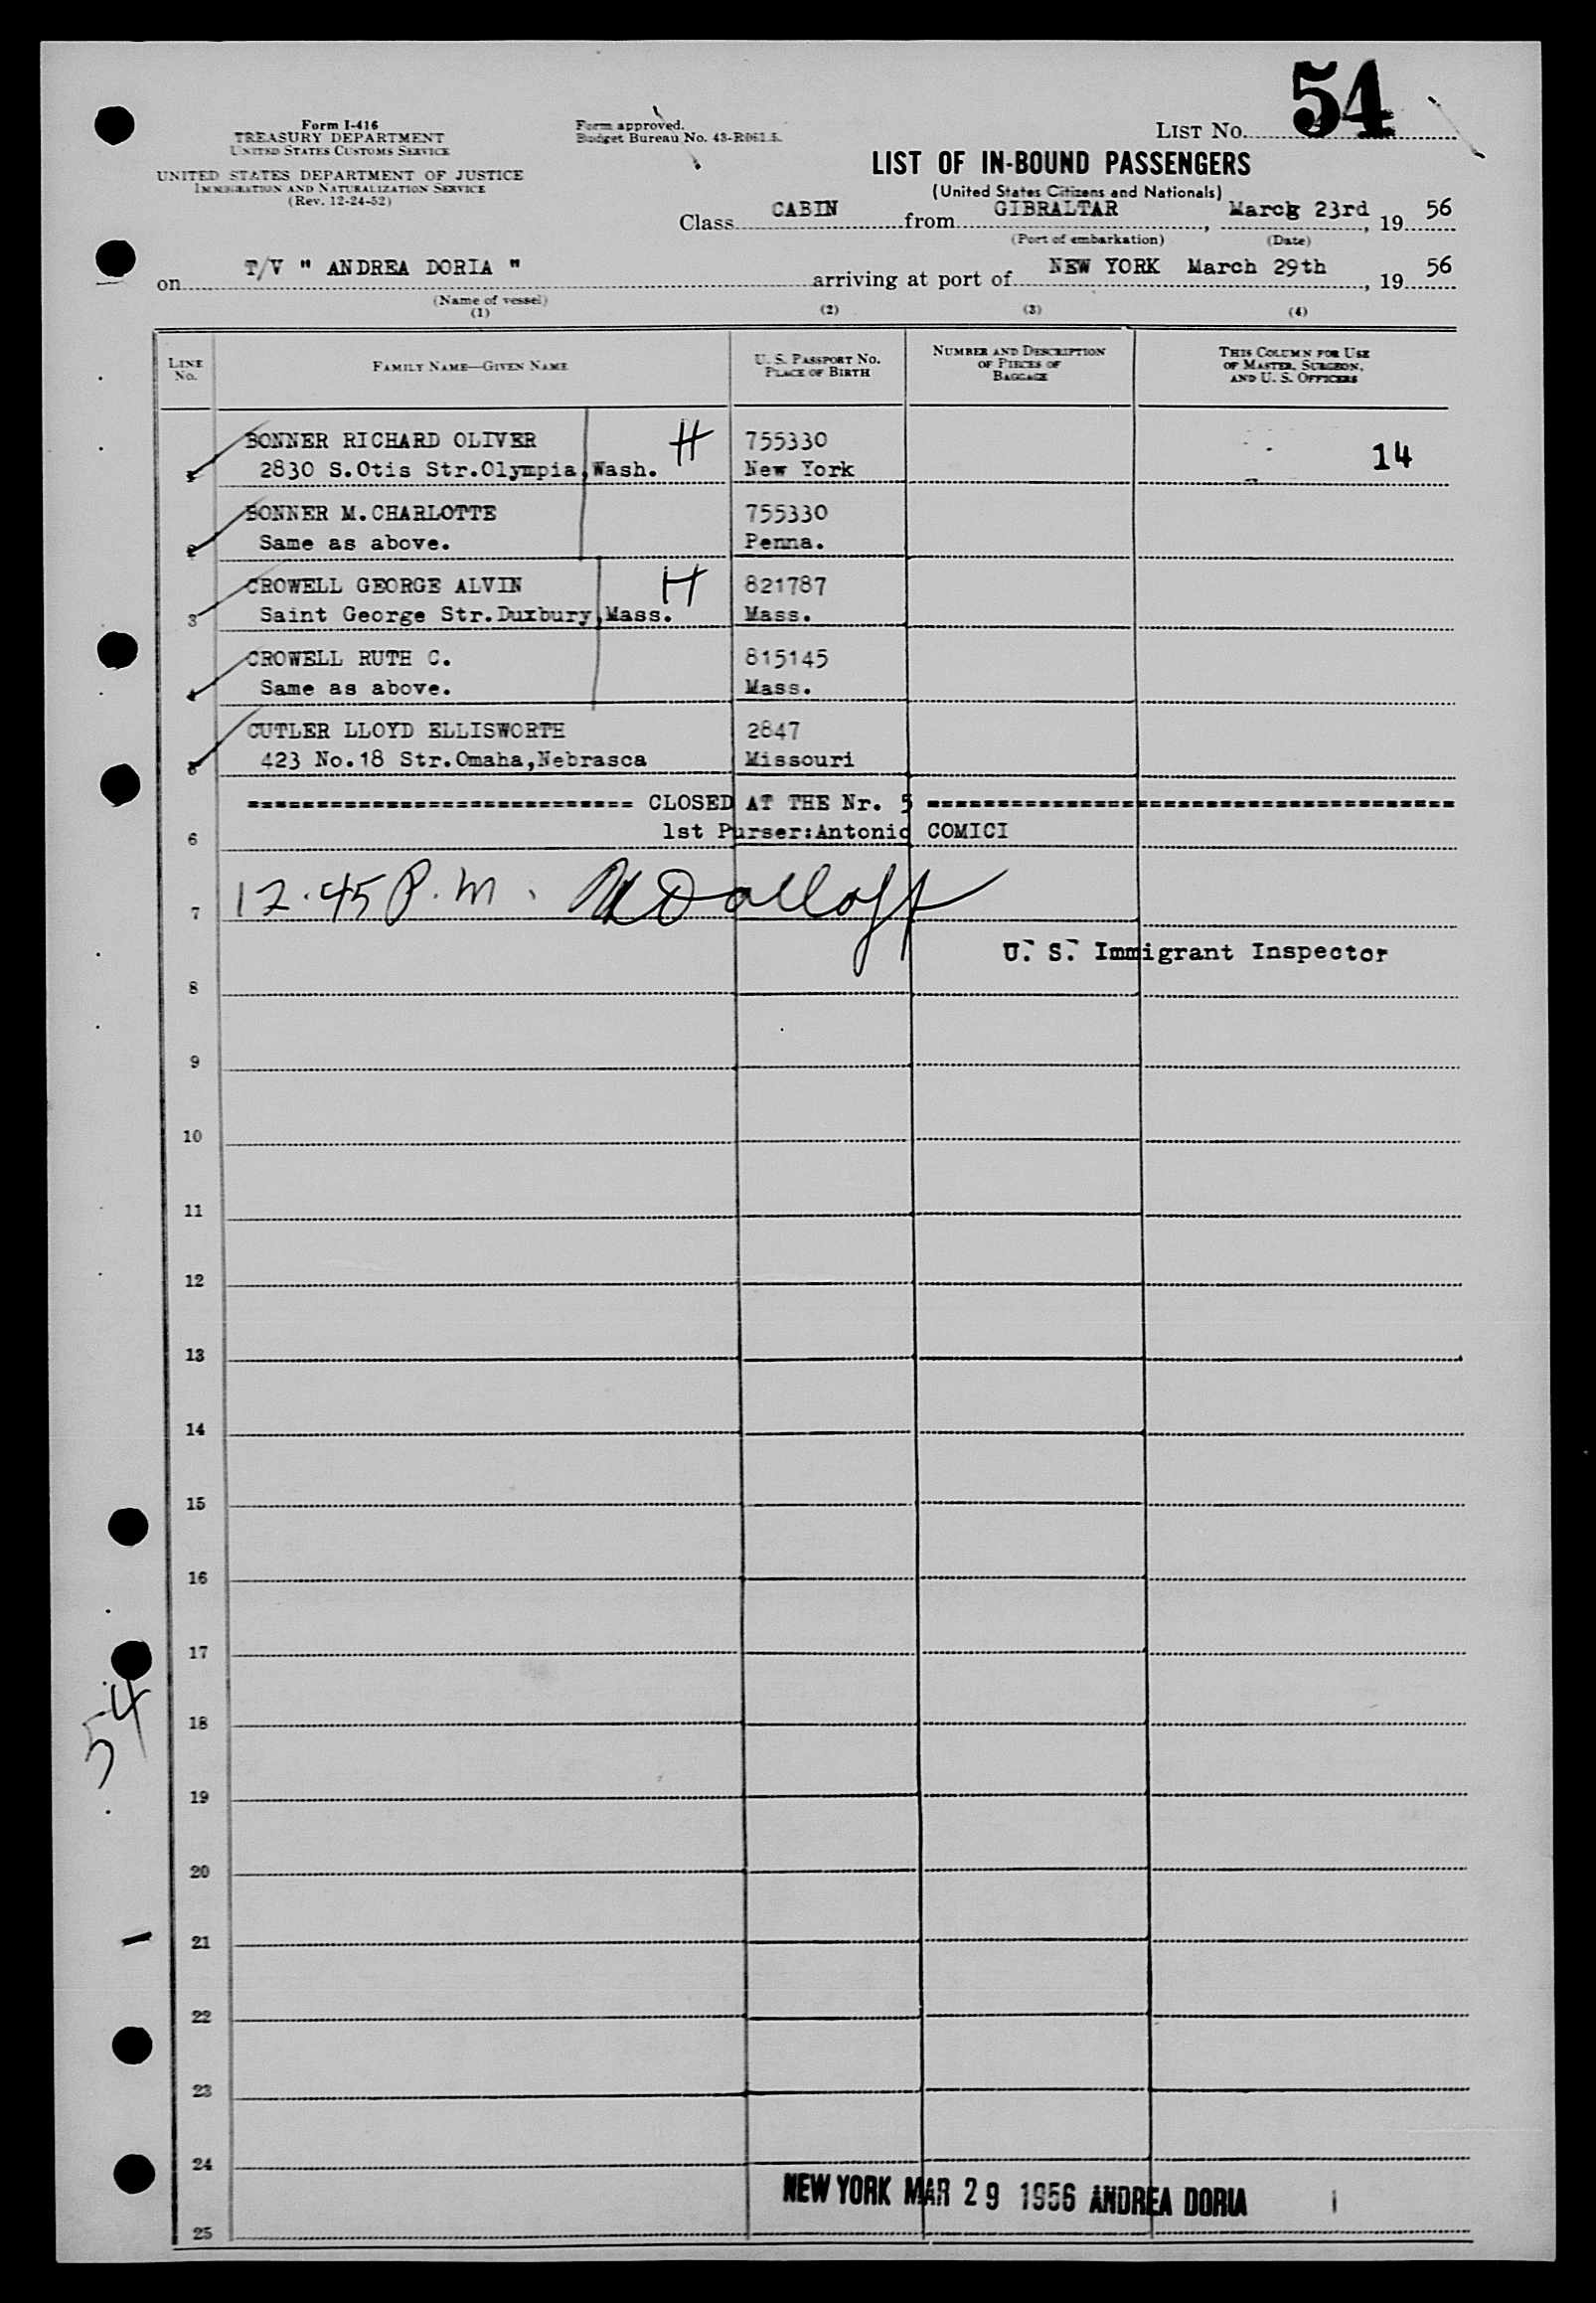 54
LIST NO.
Form I-416
TREASURY DEPARTMENT
UNITED STATES CUSTOMS SERVICE
UNITED STATES DEPARTMENT OF JUSTICE
IMMIGRATION AND NATURALIZATION SERVICE
(Rev. 12-24-52)
Form approved.
Budget Bureau No. 43-R061.5.
LIST OF IN-BOUND PASSENGERS
(United States Citizens and Nationals)
Class CABIN from GIBRALTAR, March 23rd, 1956
(Port of embarkation) (Date)
on T/V " ANDREA DORIA " arriving at port of NEW YORK March 29th, 1956
(Name of vessel)
(1) (2) (3) (4)
LINE NO. FAMILY NAME—GIVEN NAME U. S. PASSPORT NO. PLACE OF BIRTH NUMBER AND DESCRIPTION OF PIECES OF BAGGAGE THIS COLUMN FOR USE OF MASTER, SURGEON, AND U. S. OFFICERS
BONNER RICHARD OLIVER H 755330
1 2830 S.Otis Str.Olympia,Wash. New York 14
BONNER M.CHARLOTTE 755330
2 Same as above. Penna.
CROWELL GEORGE ALVIN H 821787
3 Saint George Str.Duxbury,Mass. Mass.
CROWELL RUTH C. 815145
4 Same as above. Mass.
CUTLER LLOYD ELLISWORTH 2847
5 423 No.18 Str.Omaha,Nebrasca Missouri
============================ CLOSED AT THE Nr. 5 ======================================
6 1st Purser:Antonio COMICI
7 12.45 P.M.
U. S. Immigrant Inspector
8
9
10
11
12
13
14
15
16
17
54
18
19
20
21
22
23
24
NEW YORK MAR 29 1956 ANDREA DORIA
25